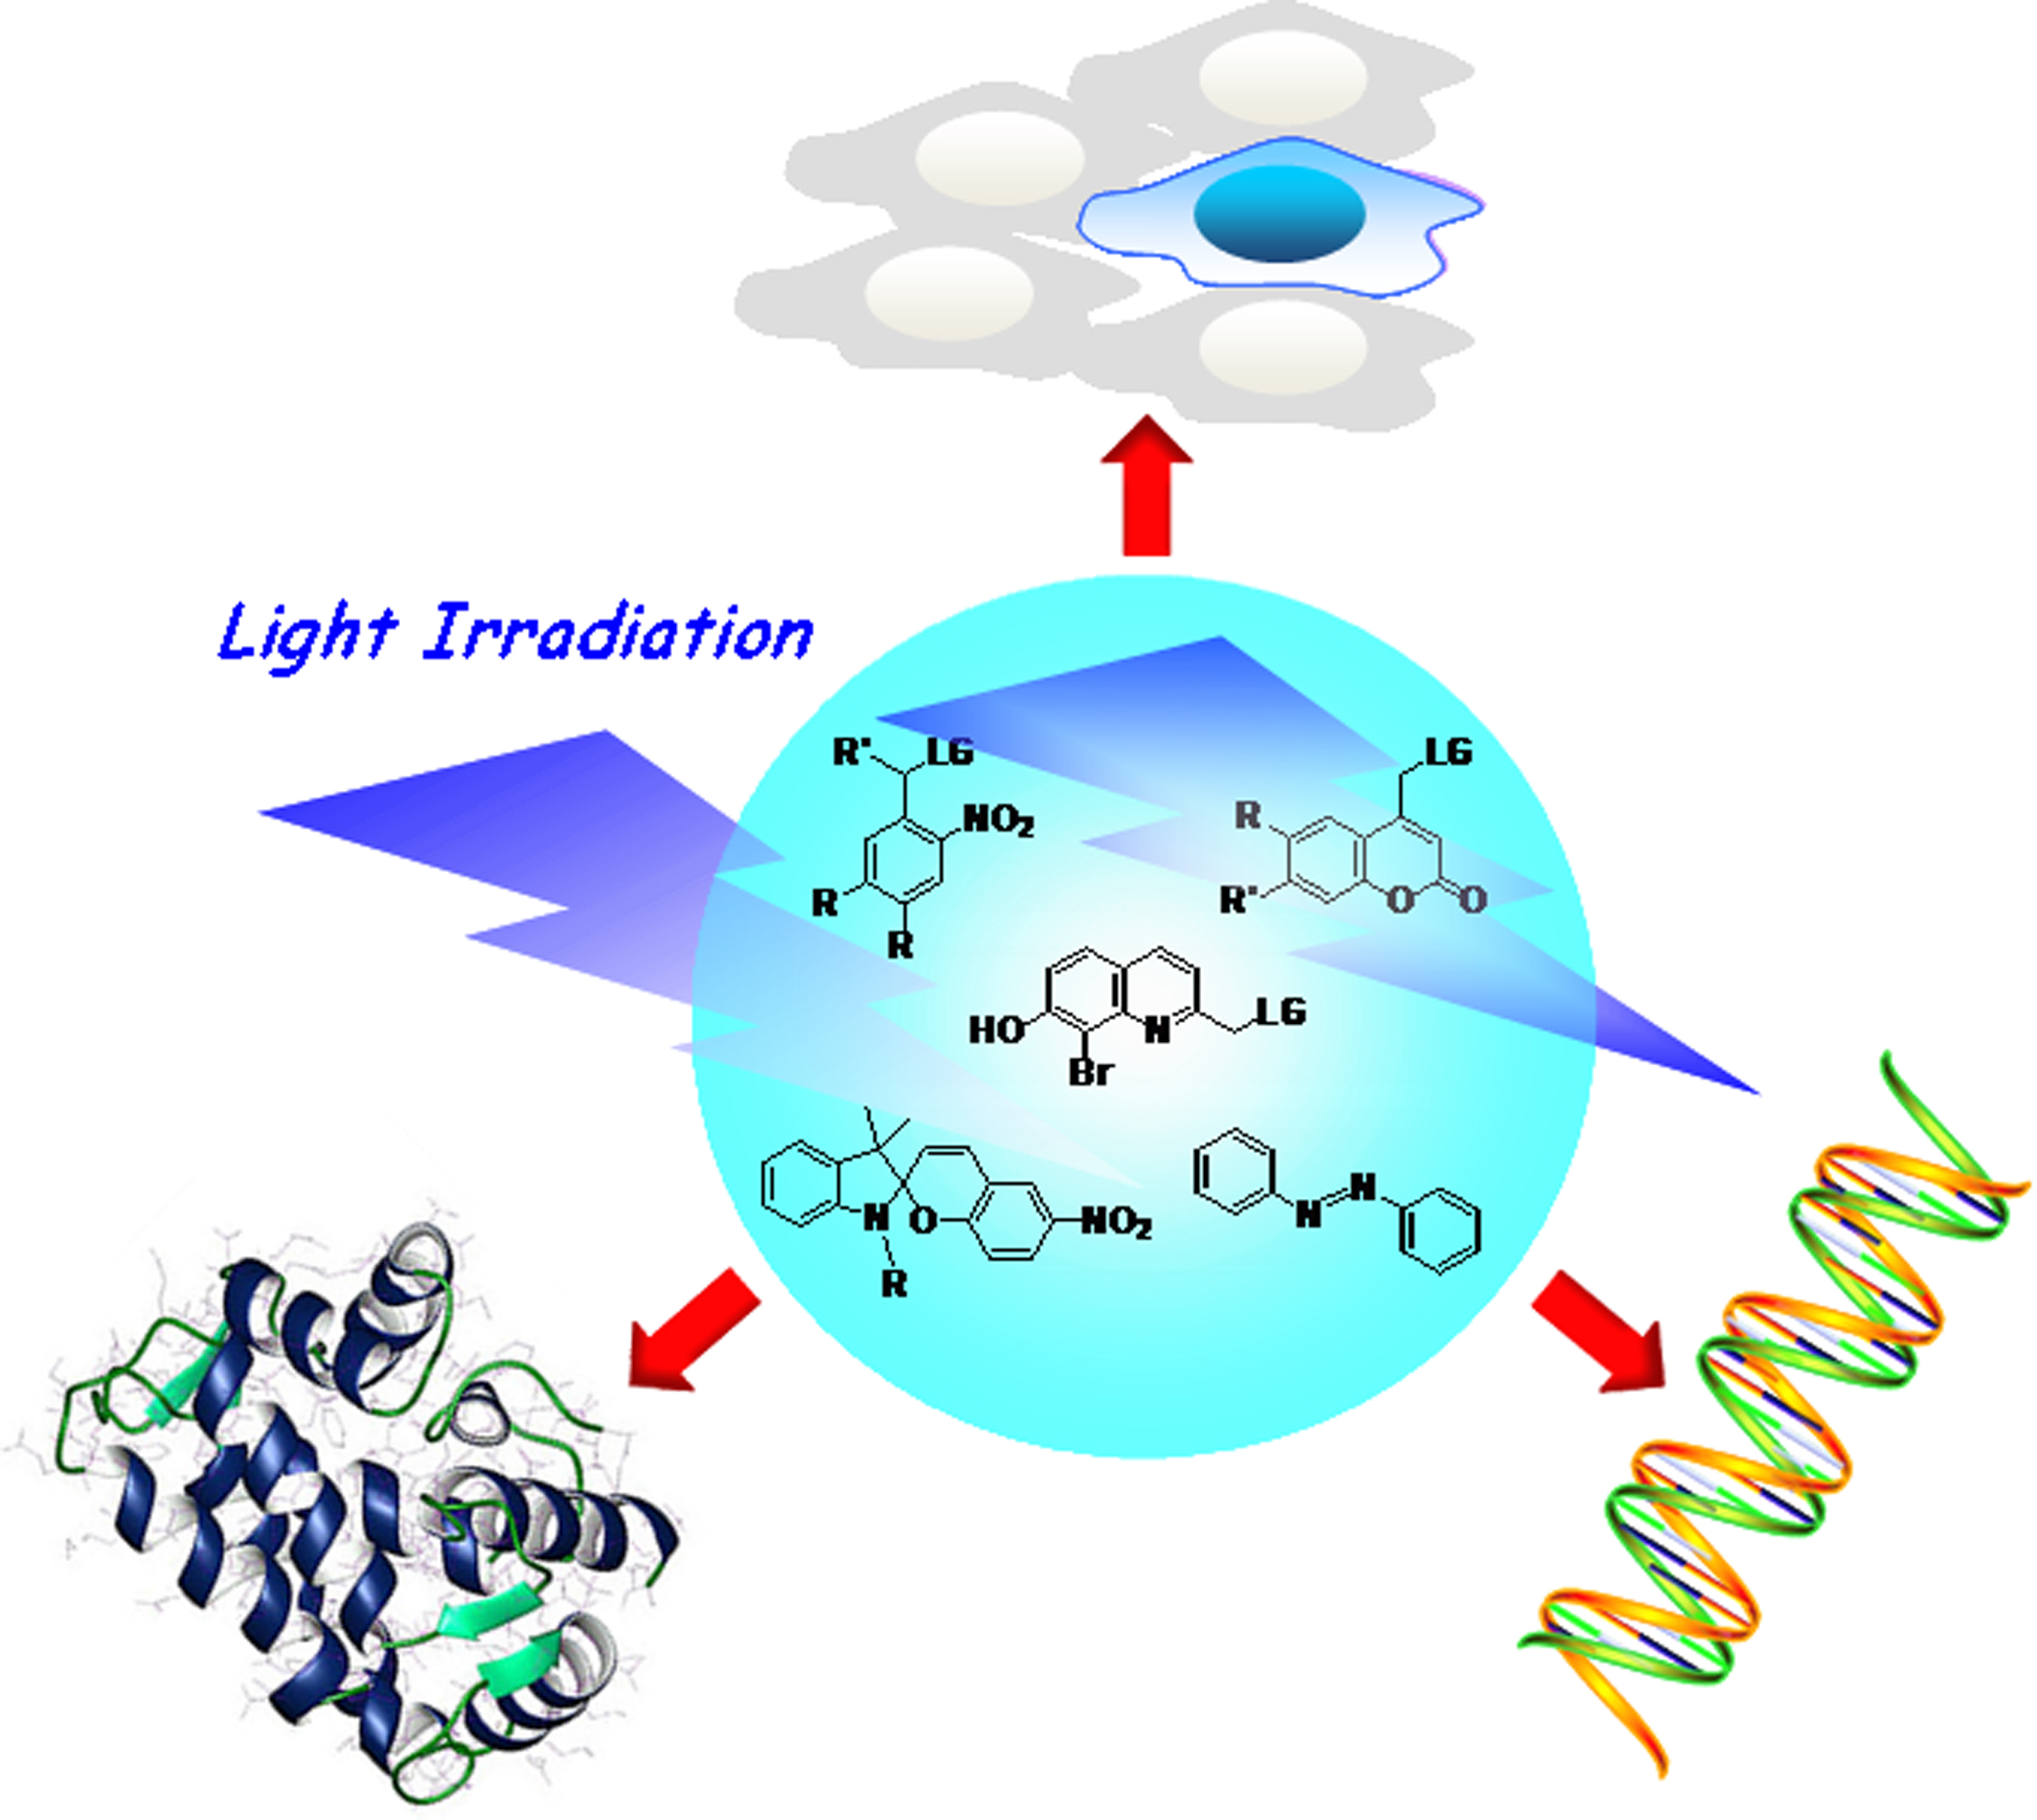 Light Irradiation
R' LG
NO2
R
R
LG
R
R' O O
HO N LG
Br
N O NO2
R
N N